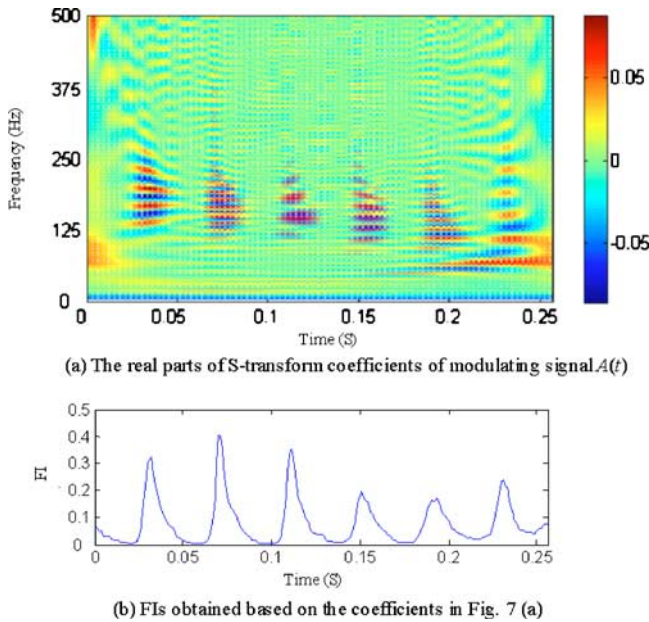 500
375
250
125
0
Frequency (Hz)
0.05
0
-0.05
0 0.05 0.1 0.15 0.2 0.25
Time (S)
(a) The real parts of S-transform coefficients of modulating signal A(t)
0.5
0.4
0.3
0.2
0.1
0
FI
0 0.05 0.1 0.15 0.2 0.25
Time (S)
(b) FIs obtained based on the coefficients in Fig. 7 (a)